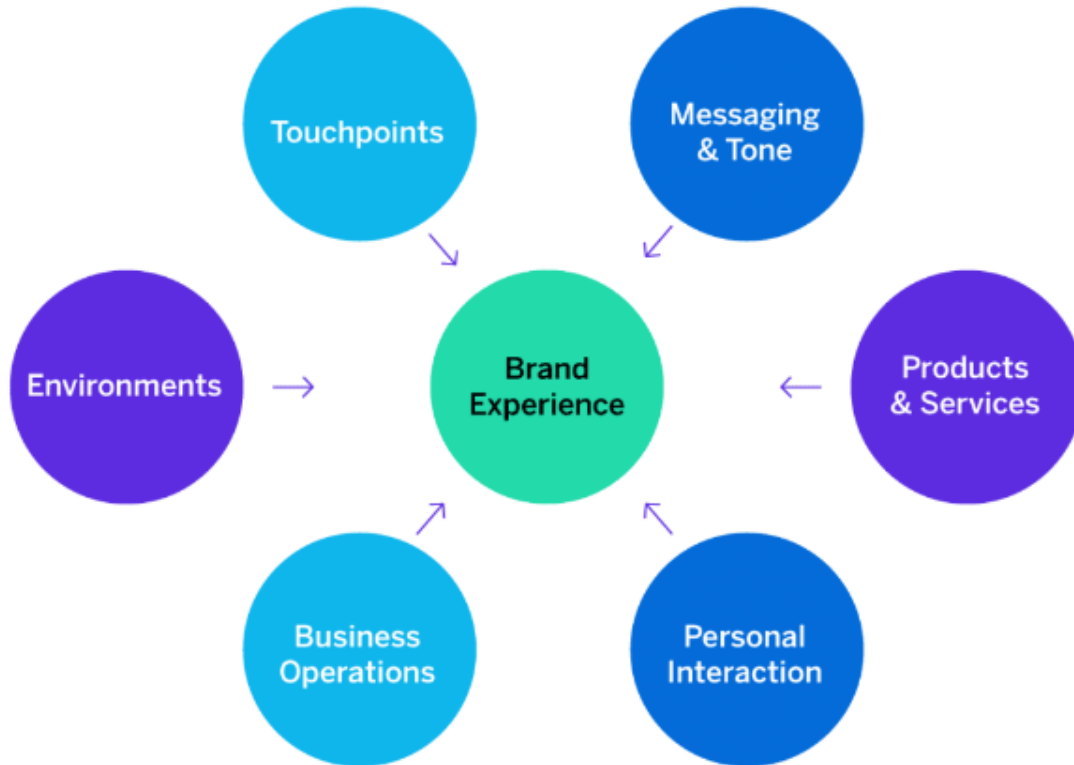 Touchpoints
Messaging
& Tone
Environments
Brand
Experience
Products
& Services
Business
Operations
Personal
Interaction